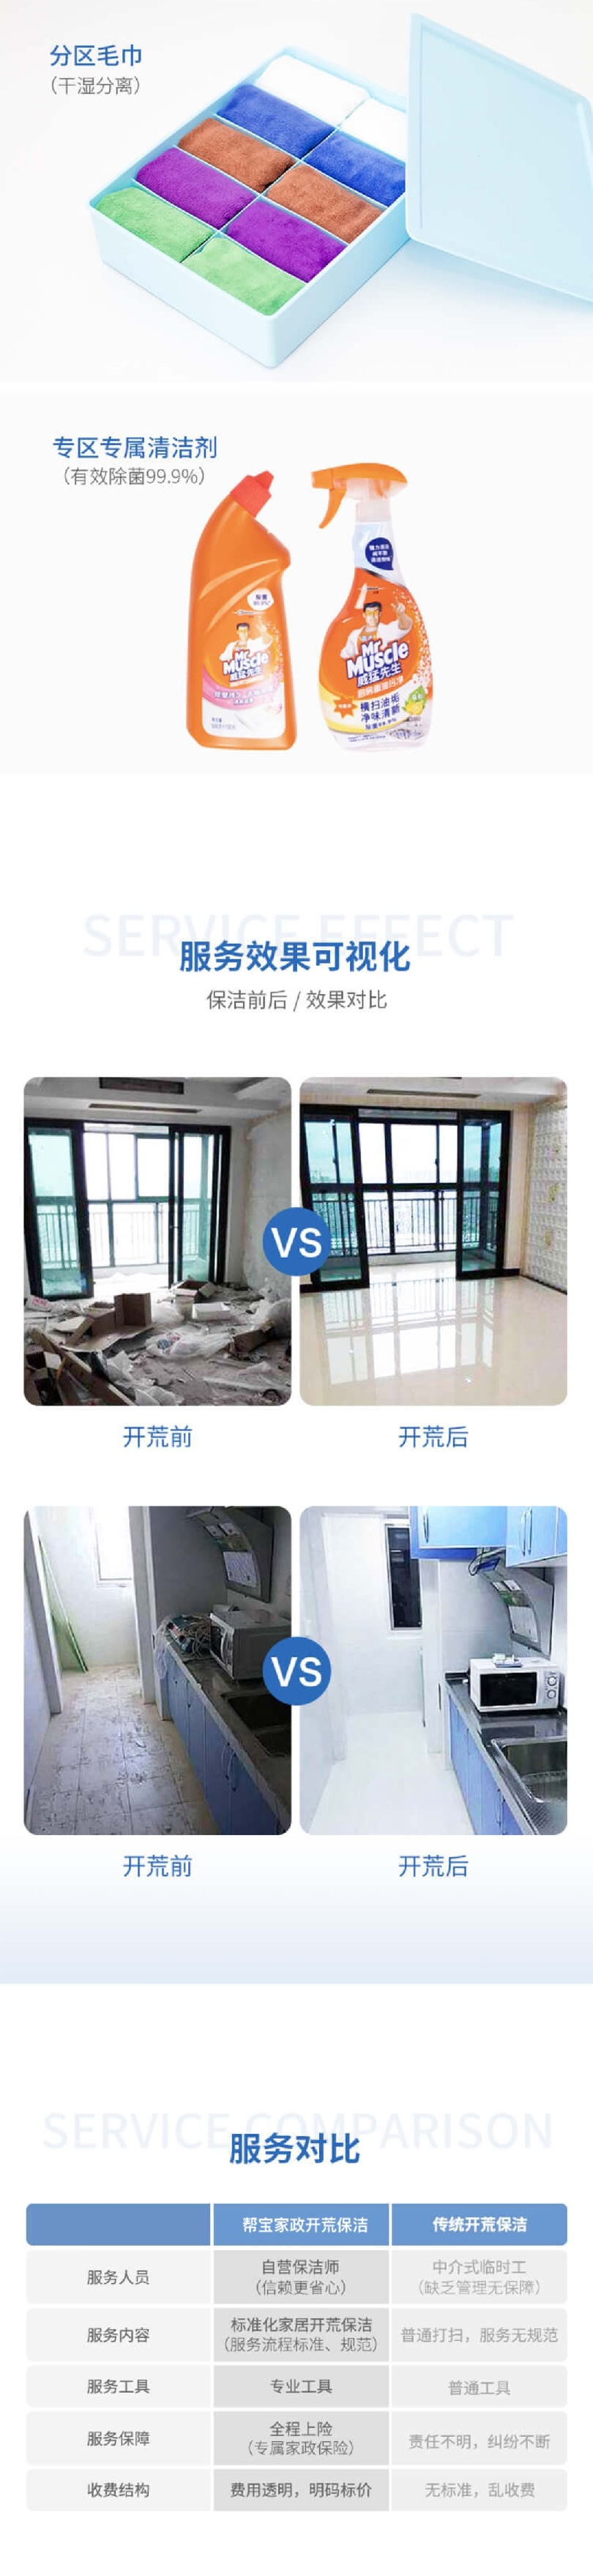 分区毛巾
（干湿分离）
专区专属清洁剂
（有效除菌99.9%）
Mr
Muscle
威猛先生
Mr
Muscle
威猛先生
横扫油垢
净味清新
SERVICE EFFECT
服务效果可视化
保洁前后 / 效果对比
VS
开荒前
开荒后
VS
开荒前
开荒后
SERVICE COMPARISON
服务对比
帮宝家政开荒保洁
传统开荒保洁
服务人员
自营保洁师
（信赖更省心）
中介式临时工
（缺乏管理无保障）
服务内容
标准化家居开荒保洁
（服务流程标准、规范）
普通打扫，服务无规范
服务工具
专业工具
普通工具
服务保障
全程上险
（专属家政保险）
责任不明，纠纷不断
收费结构
费用透明，明码标价
无标准，乱收费